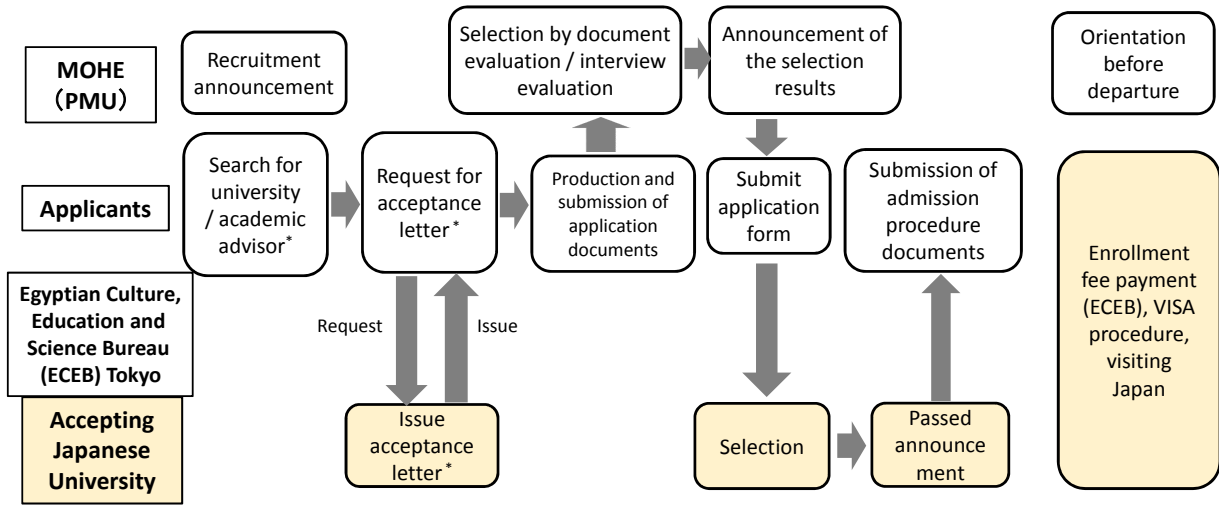 MOHE
（PMU）
Recruitment
announcement
Selection by document
evaluation / interview
evaluation
Announcement of
the selection
results
Orientation
before
departure
Applicants
Search for
university
/ academic
advisor*
Request for
acceptance
letter*
Production and
submission of
application
documents
Submit
application
form
Submission of
admission
procedure
documents
Enrollment
fee payment
(ECEB), VISA
procedure,
visiting
Japan
Egyptian Culture,
Education and
Science Bureau
(ECEB) Tokyo
Request
Issue
Accepting
Japanese
University
Issue
acceptance
letter*
Selection
Passed
announce
ment